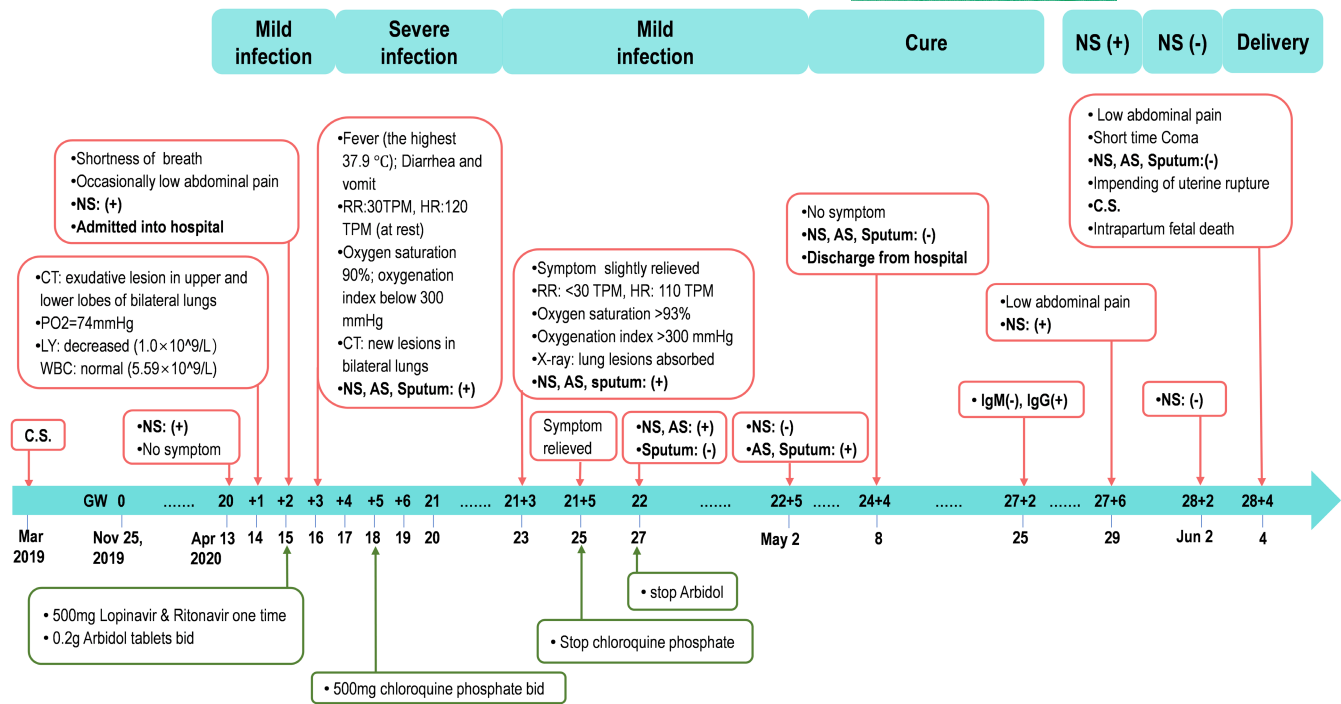 Mild
infection
Severe
infection
Mild
infection
Cure
NS (+)
NS (-)
Delivery
•Shortness of breath
•Occasionally low abdominal pain
•NS: (+)
•Admitted into hospital
•CT: exudative lesion in upper and
lower lobes of bilateral lungs
•PO2=74mmHg
•LY: decreased (1.0×10^9/L)
WBC: normal (5.59×10^9/L)
C.S.
•NS: (+)
•No symptom
•Fever (the highest
37.9 ℃); Diarrhea and
vomit
•RR:30TPM, HR:120
TPM (at rest)
•Oxygen saturation
90%; oxygenation
index below 300
mmHg
•CT: new lesions in
bilateral lungs
•NS, AS, Sputum: (+)
•Symptom slightly relieved
•RR: <30 TPM, HR: 110 TPM
•Oxygen saturation >93%
•Oxygenation index >300 mmHg
•X-ray: lung lesions absorbed
•NS, AS, sputum: (+)
Symptom
relieved
•NS, AS: (+)
•Sputum: (-)
•NS: (-)
•AS, Sputum: (+)
•No symptom
•NS, AS, Sputum: (-)
•Discharge from hospital
• IgM(-), IgG(+)
•Low abdominal pain
•NS: (+)
•NS: (-)
• Low abdominal pain
•Short time Coma
•NS, AS, Sputum:(-)
•Impending of uterine rupture
•C.S.
•Intrapartum fetal death
GW 0 ....... 20 +1 +2 +3 +4 +5 +6 21 ....... 21+3 21+5 22 ....... 22+5 ...... 24+4 ...... 27+2 ....... 27+6 28+2 28+4
Mar
2019
Nov 25,
2019
Apr 13
2020
14 15 16 17 18 19 20 23 25 27 May 2 8 25 29 Jun 2 4
• 500mg Lopinavir & Ritonavir one time
• 0.2g Arbidol tablets bid
• 500mg chloroquine phosphate bid
• Stop chloroquine phosphate
• stop Arbidol